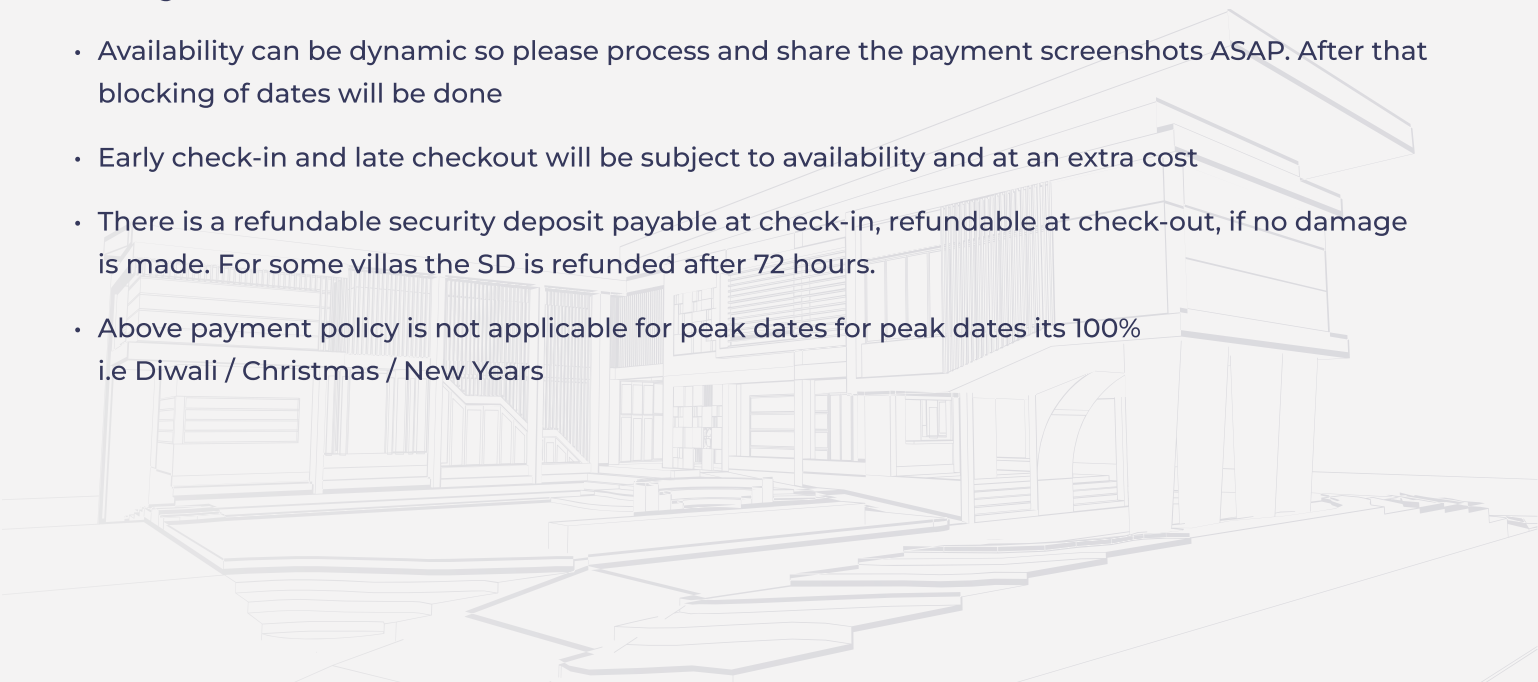 • Availability can be dynamic so please process and share the payment screenshots ASAP. After that
blocking of dates will be done
• Early check-in and late checkout will be subject to availability and at an extra cost
• There is a refundable security deposit payable at check-in, refundable at check-out, if no damage
is made. For some villas the SD is refunded after 72 hours.
• Above payment policy is not applicable for peak dates for peak dates its 100%
i.e Diwali / Christmas / New Years